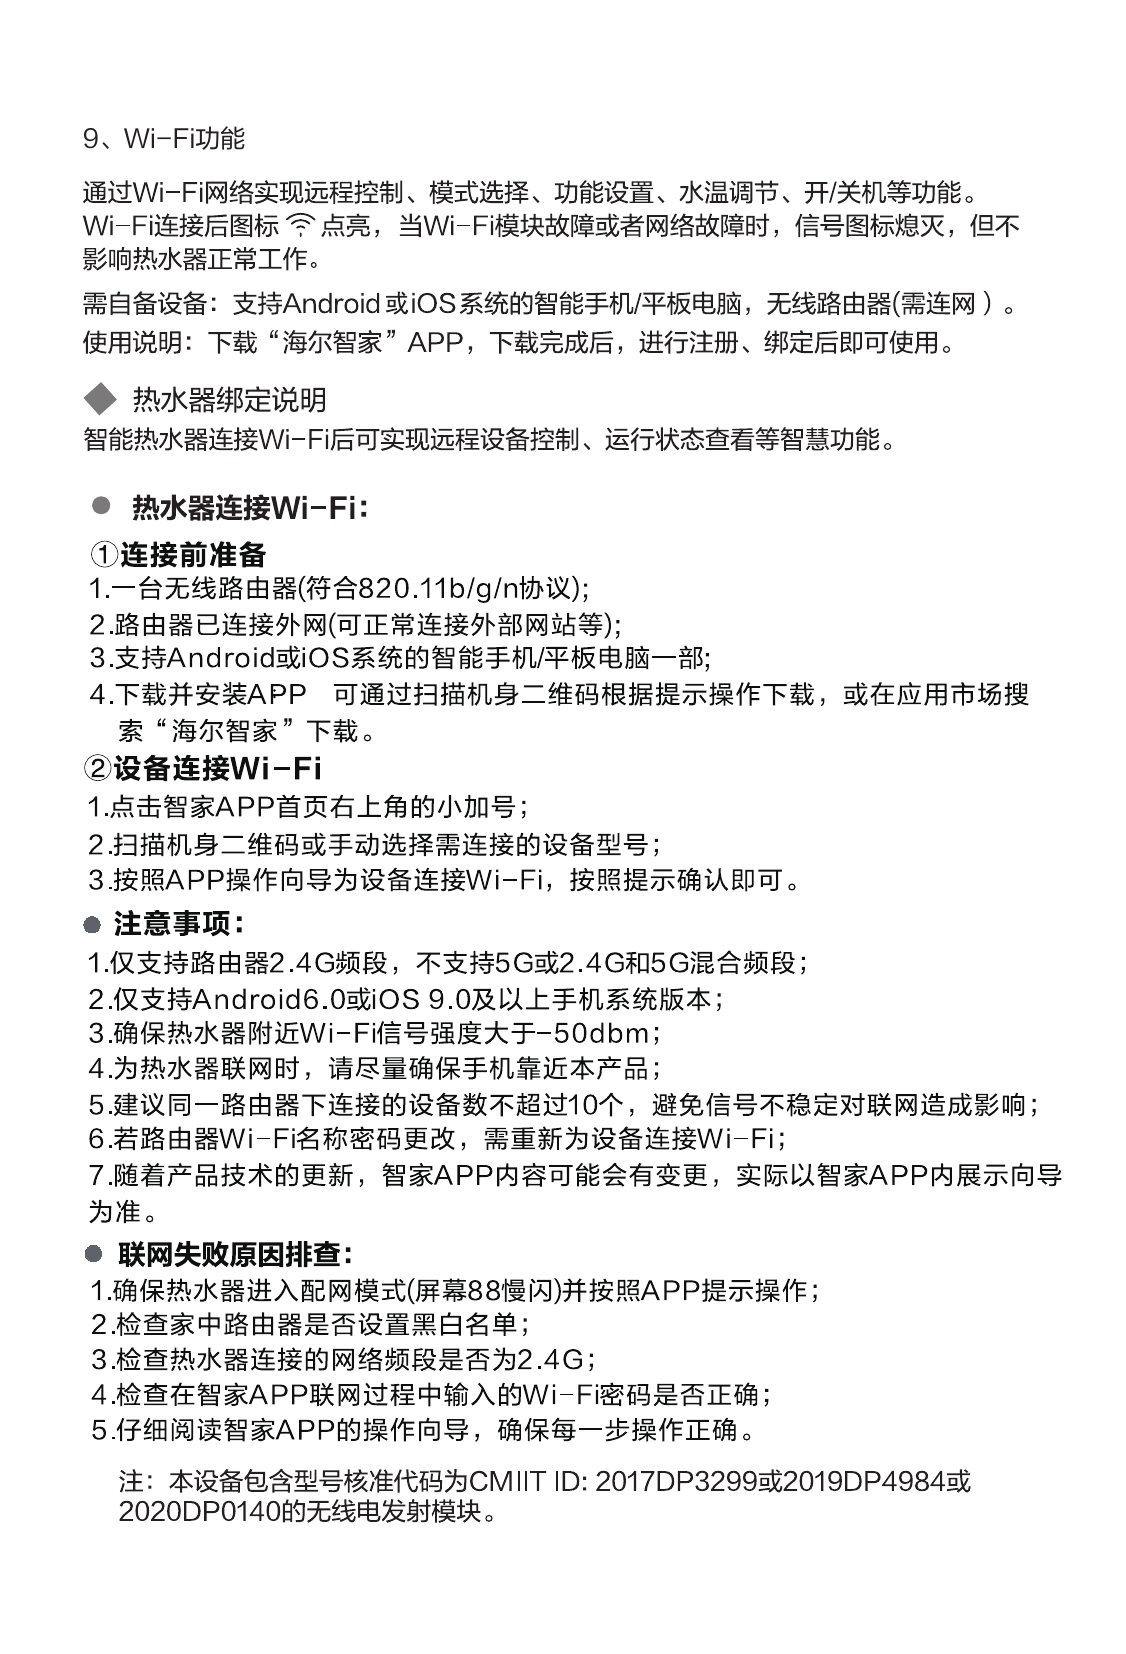 9、Wi-Fi功能
通过Wi-Fi网络实现远程控制、模式选择、功能设置、水温调节、开/关机等功能。
Wi-Fi连接后图标 点亮，当Wi-Fi模块故障或者网络故障时，信号图标熄灭，但不
影响热水器正常工作。
需自备设备：支持Android或iOS系统的智能手机/平板电脑，无线路由器(需连网 ）。
使用说明：下载“海尔智家”APP，下载完成后，进行注册、绑定后即可使用。
◆ 热水器绑定说明
智能热水器连接Wi-Fi后可实现远程设备控制、运行状态查看等智慧功能。
● 热水器连接Wi-Fi：
①连接前准备
1.一台无线路由器(符合820.11b/g/n协议);
2.路由器已连接外网(可正常连接外部网站等);
3.支持Android或iOS系统的智能手机/平板电脑一部;
4.下载并安装APP 可通过扫描机身二维码根据提示操作下载，或在应用市场搜
索“海尔智家”下载。
②设备连接Wi-Fi
1.点击智家APP首页右上角的小加号；
2.扫描机身二维码或手动选择需连接的设备型号；
3.按照APP操作向导为设备连接Wi-Fi，按照提示确认即可。
● 注意事项：
1.仅支持路由器2.4G频段，不支持5G或2.4G和5G混合频段；
2.仅支持Android6.0或iOS 9.0及以上手机系统版本；
3.确保热水器附近Wi-Fi信号强度大于-50dbm；
4.为热水器联网时，请尽量确保手机靠近本产品；
5.建议同一路由器下连接的设备数不超过10个，避免信号不稳定对联网造成影响；
6.若路由器Wi-Fi名称密码更改，需重新为设备连接Wi-Fi；
7.随着产品技术的更新，智家APP内容可能会有变更，实际以智家APP内展示向导
为准。
● 联网失败原因排查：
1.确保热水器进入配网模式(屏幕88慢闪)并按照APP提示操作；
2.检查家中路由器是否设置黑白名单；
3.检查热水器连接的网络频段是否为2.4G；
4.检查在智家APP联网过程中输入的Wi-Fi密码是否正确；
5.仔细阅读智家APP的操作向导，确保每一步操作正确。
注：本设备包含型号核准代码为CMIIT ID: 2017DP3299或2019DP4984或
2020DP0140的无线电发射模块。